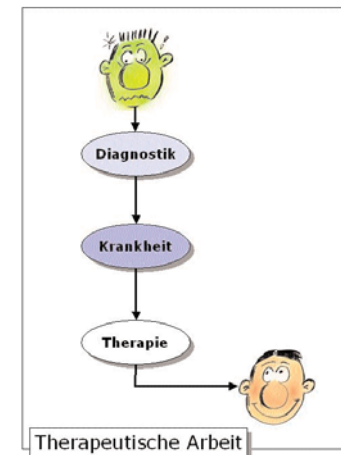 Diagnostik
Krankheit
Therapie
Therapeutische Arbeit